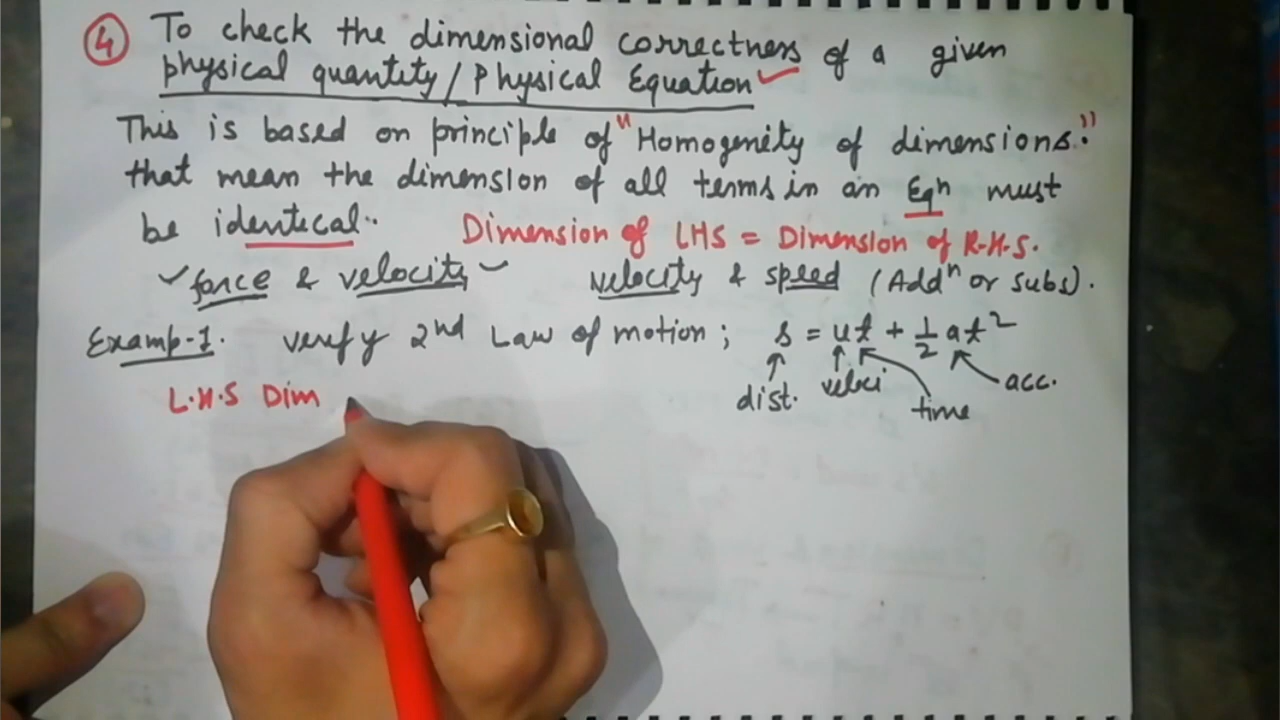 4 To check the dimensional correctness of a given
physical quantity / Physical Equation
This is based on principle of "Homogenity of dimensions."
that mean the dimension of all terms in an Eqn must
be identical. Dimension of LHS = Dimension of R.H.S.
force & velocity velocity & speed (Addn or subs).
Examp-1. verify 2nd Law of motion; s = ut + 1/2 at²
L.H.S Dim dist. veloci time acc.